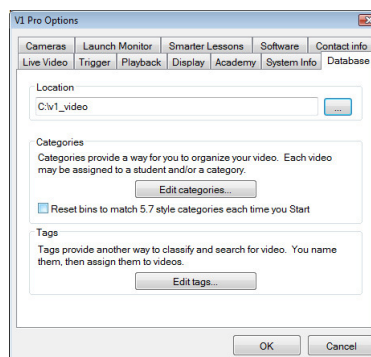 V1 Pro Options
Cameras Launch Monitor Smarter Lessons Software Contact info
Live Video Trigger Playback Display Academy System Info Database
Location
C:\v1_video
...
Categories
Categories provide a way for you to organize your video. Each video
may be assigned to a student and/or a category.
Edit categories...
Reset bins to match 5.7 style categories each time you Start
Tags
Tags provide another way to classify and search for video. You name
them, then assign them to videos.
Edit tags...
OK Cancel